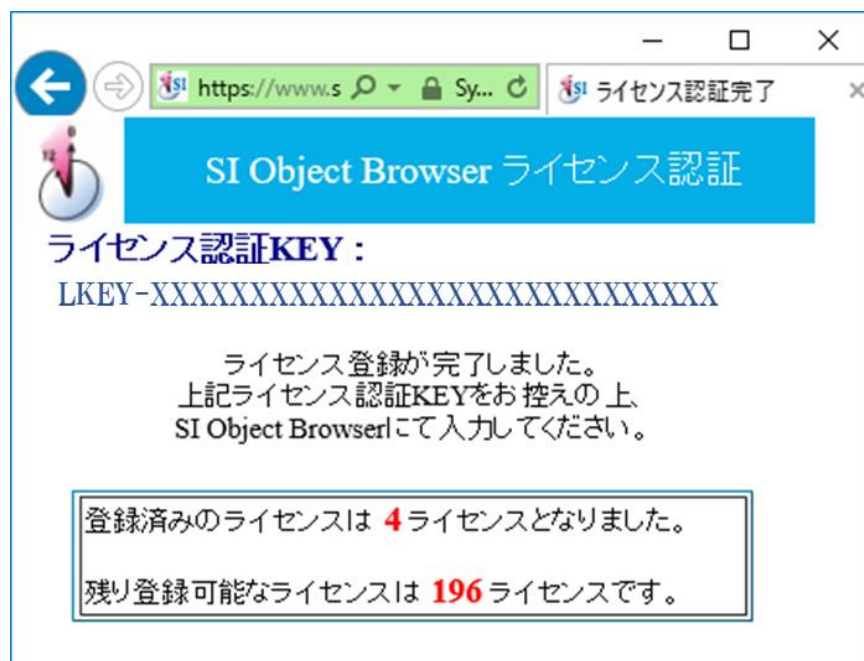 https://www.s
Sy...
ライセンス認証完了
SI Object Browser ライセンス認証
ライセンス認証KEY：
LKEY-XXXXXXXXXXXXXXXXXXXXXXXXXXXXXX
ライセンス登録が完了しました。
上記ライセンス認証KEYをお控えの上、
SI Object Browserにて入力してください。
登録済みのライセンスは 4 ライセンスとなりました。
残り登録可能なライセンスは 196 ライセンスです。